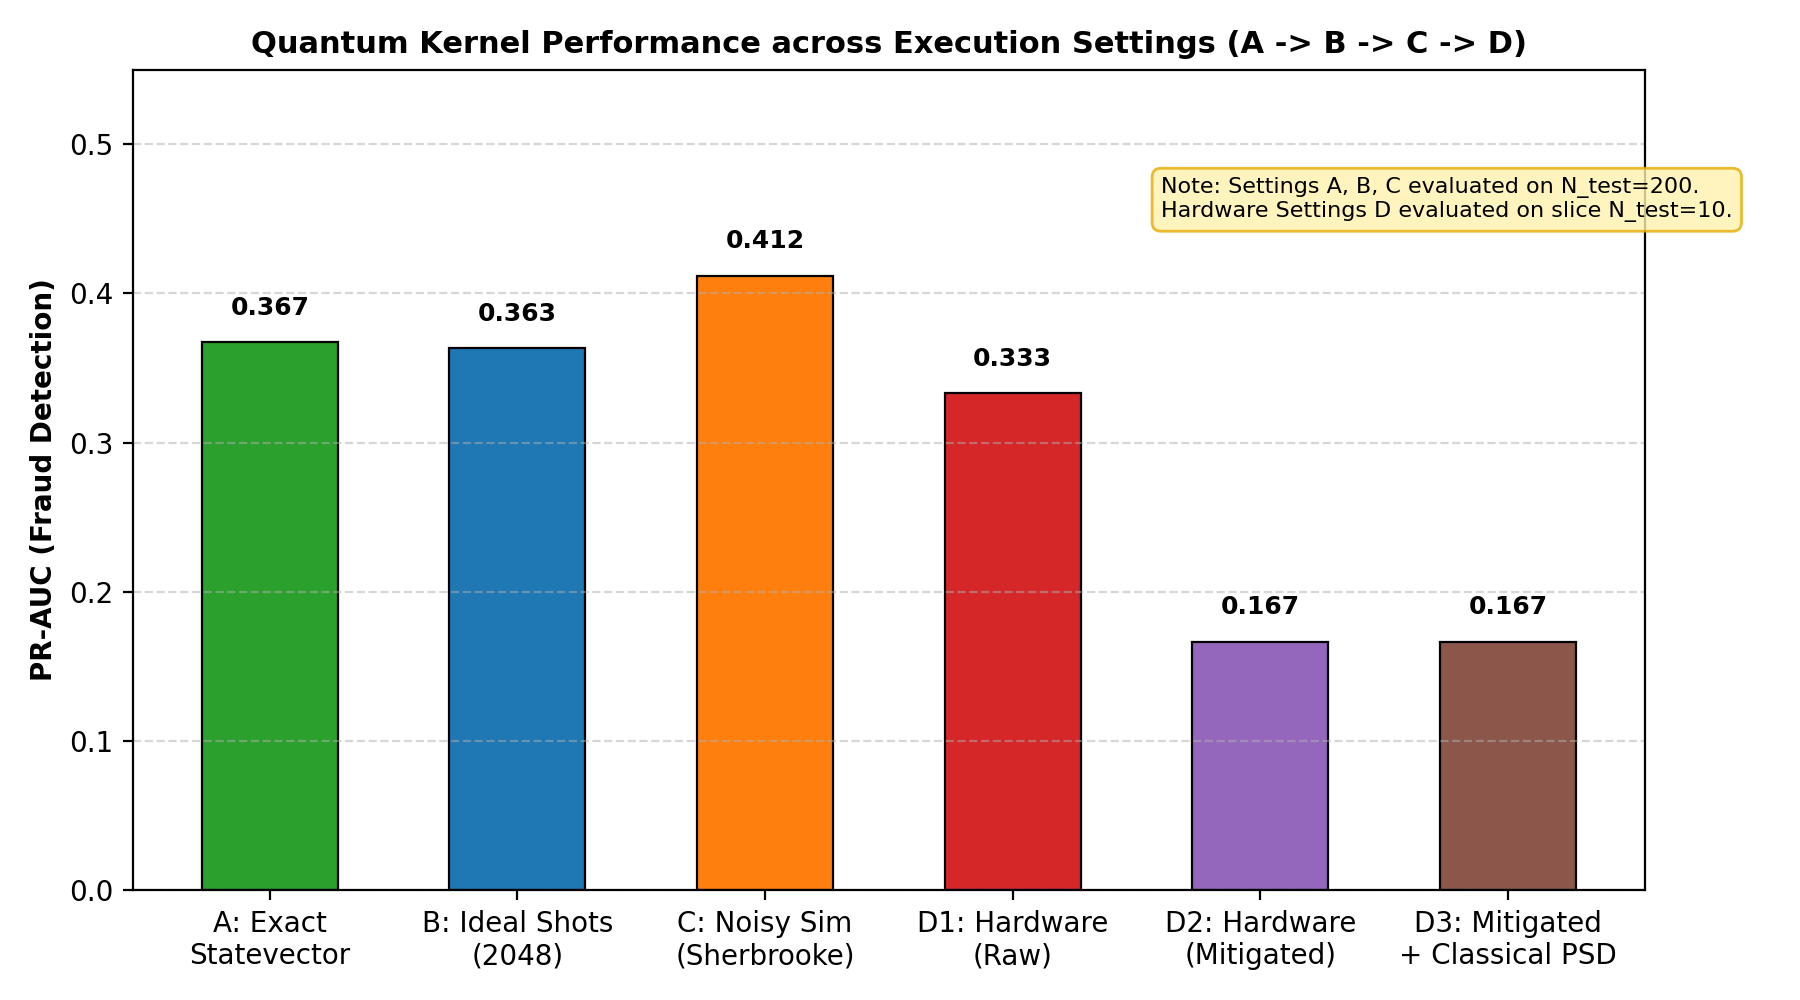 Quantum Kernel Performance across Execution Settings (A -> B -> C -> D)
PR-AUC (Fraud Detection)
0.5
0.4
0.3
0.2
0.1
0.0
Note: Settings A, B, C evaluated on N_test=200.
Hardware Settings D evaluated on slice N_test=10.
0.367
0.363
0.412
0.333
0.167
0.167
A: Exact
Statevector
B: Ideal Shots
(2048)
C: Noisy Sim
(Sherbrooke)
D1: Hardware
(Raw)
D2: Hardware
(Mitigated)
D3: Mitigated
+ Classical PSD